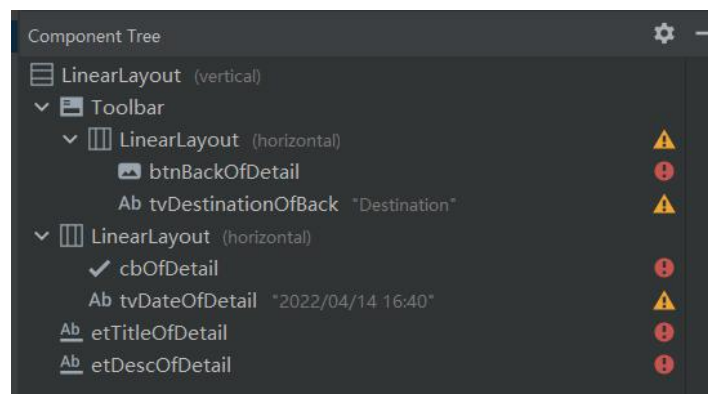 Component Tree
LinearLayout (vertical)
Toolbar
LinearLayout (horizontal)
btnBackOfDetail
Ab tvDestinationOfBack "Destination"
LinearLayout (horizontal)
cbOfDetail
Ab tvDateOfDetail "2022/04/14 16:40"
Ab etTitleOfDetail
Ab etDescOfDetail